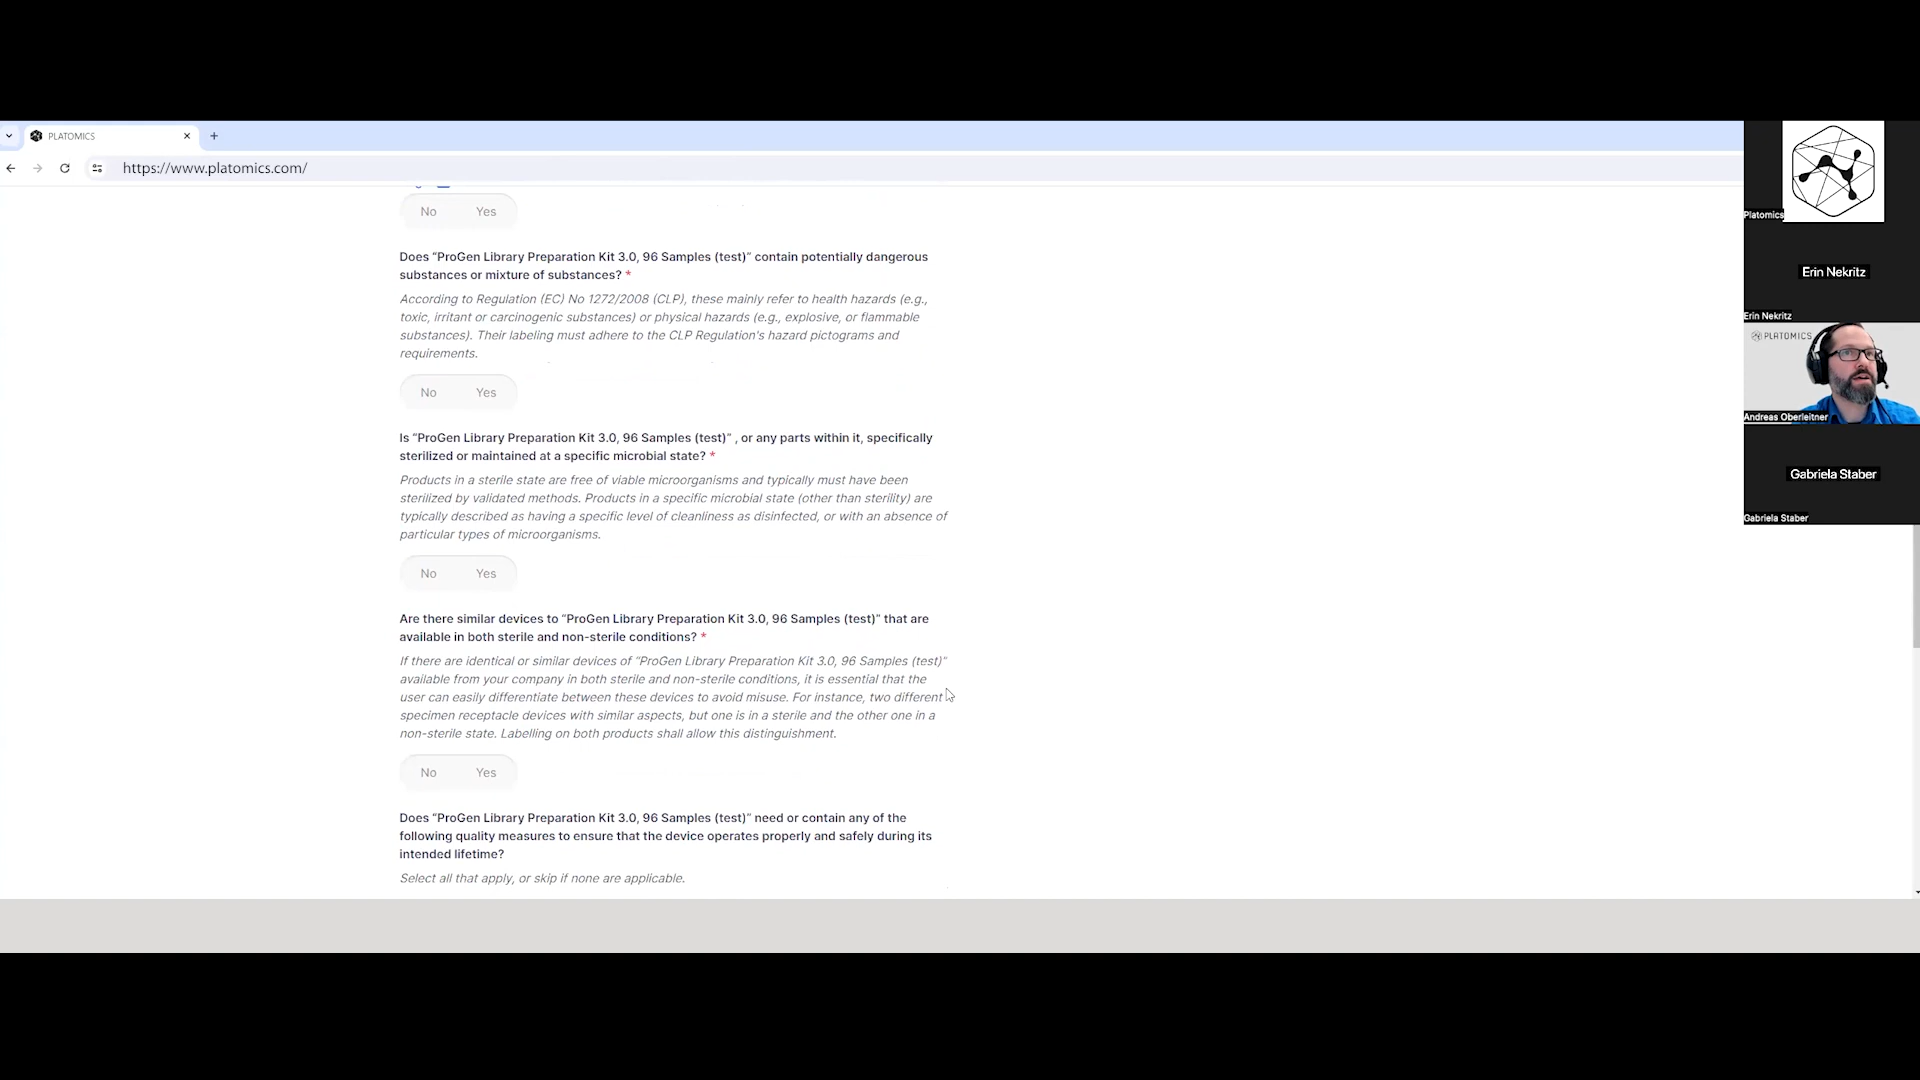 PLATOMICS
https://www.platomics.com/
No Yes
Does “ProGen Library Preparation Kit 3.0, 96 Samples (test)” contain potentially dangerous
substances or mixture of substances? *
According to Regulation (EC) No 1272/2008 (CLP), these mainly refer to health hazards (e.g.,
toxic, irritant or carcinogenic substances) or physical hazards (e.g., explosive, or flammable
substances). Their labeling must adhere to the CLP Regulation's hazard pictograms and
requirements.
No Yes
Is “ProGen Library Preparation Kit 3.0, 96 Samples (test)” , or any parts within it, specifically
sterilized or maintained at a specific microbial state? *
Products in a sterile state are free of viable microorganisms and typically must have been
sterilized by validated methods. Products in a specific microbial state (other than sterility) are
typically described as having a specific level of cleanliness as disinfected, or with an absence of
particular types of microorganisms.
No Yes
Are there similar devices to “ProGen Library Preparation Kit 3.0, 96 Samples (test)” that are
available in both sterile and non-sterile conditions? *
If there are identical or similar devices of “ProGen Library Preparation Kit 3.0, 96 Samples (test)”
available from your company in both sterile and non-sterile conditions, it is essential that the
user can easily differentiate between these devices to avoid misuse. For instance, two different
specimen receptacle devices with similar aspects, but one is in a sterile and the other one in a
non-sterile state. Labelling on both products shall allow this distinguishment.
No Yes
Does “ProGen Library Preparation Kit 3.0, 96 Samples (test)” need or contain any of the
following quality measures to ensure that the device operates properly and safely during its
intended lifetime?
Select all that apply, or skip if none are applicable.
Platomics
Erin Nekritz
Erin Nekritz
PLATOMICS
Andreas Oberleitner
Gabriela Staber
Gabriela Staber